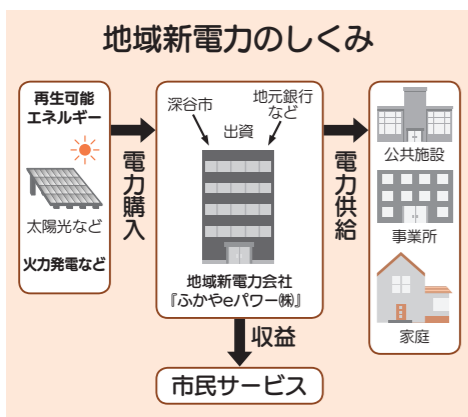 地域新電力のしくみ
再生可能
エネルギー
太陽光など
火力発電など
電力購入
深谷市
地元銀行
など
出資
地域新電力会社
『ふかやeパワー㈱』
電力供給
公共施設
事業所
家庭
収益
市民サービス